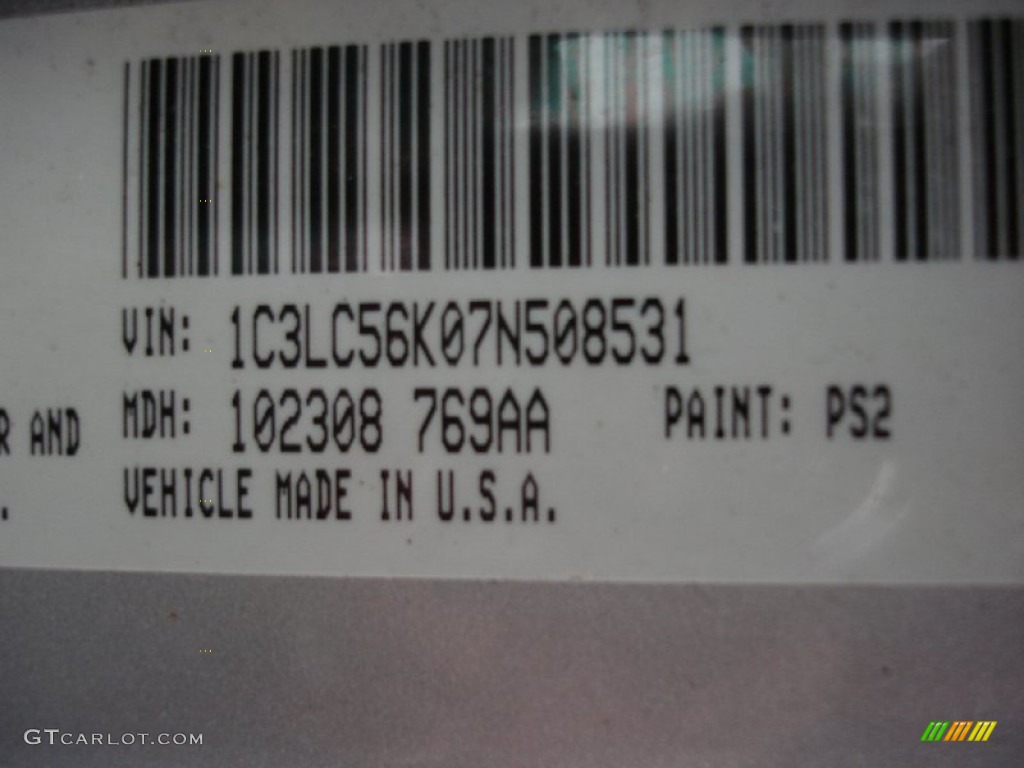 VIN: 1C3LC56K07N508531
R AND MDH: 102308 769AA PAINT: PS2
. VEHICLE MADE IN U.S.A.
GTCARLOT.COM